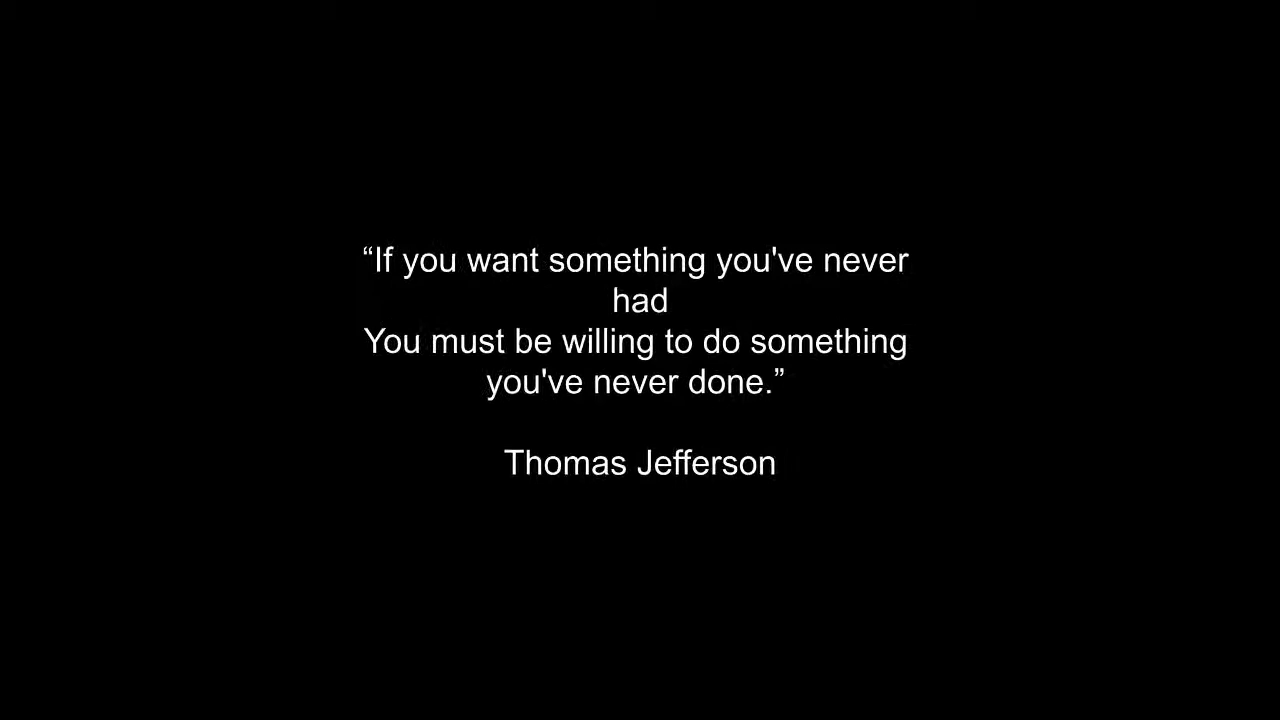 “If you want something you've never
had
You must be willing to do something
you've never done.”
Thomas Jefferson